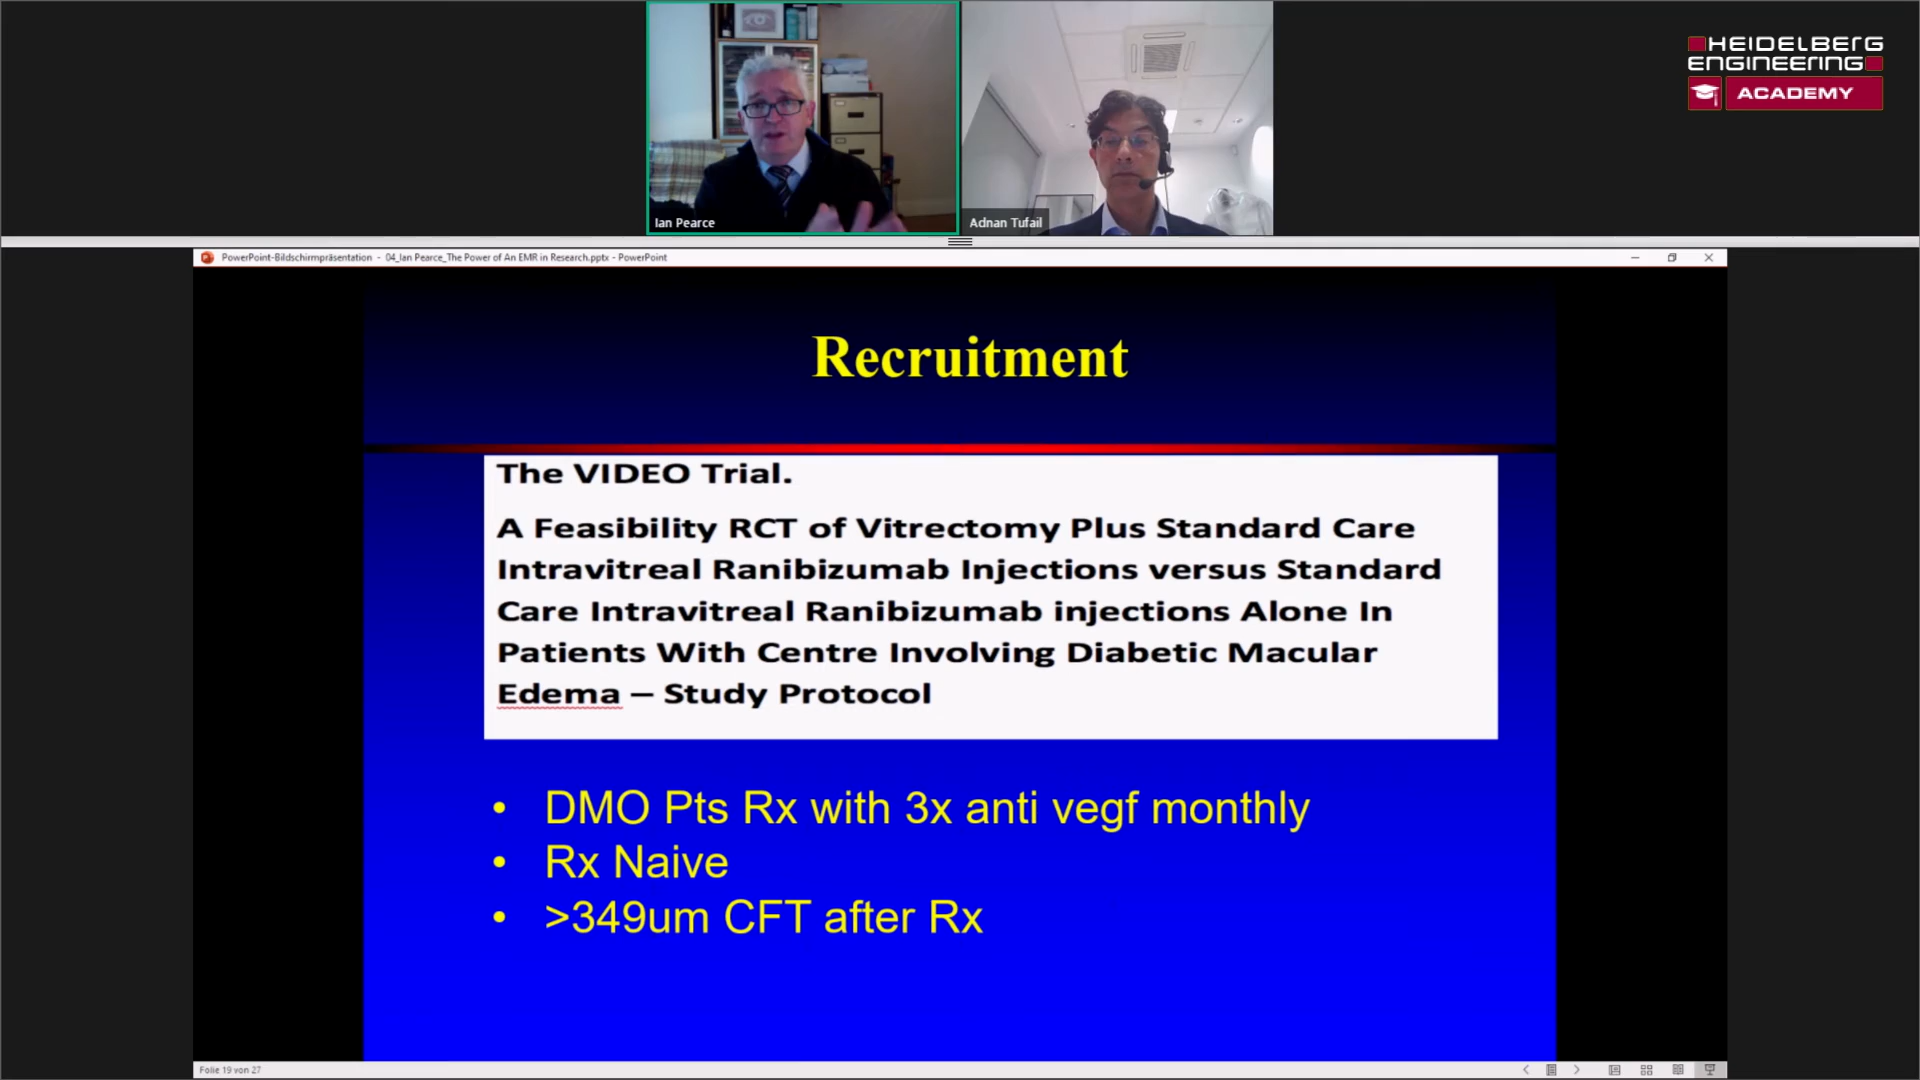 HEIDELBERG
ENGINEERING
ACADEMY
Ian Pearce
Adnan Tufail
PowerPoint-Bildschirmpräsentation - 04_Ian Pearce_The Power of An EMR in Research.pptx - PowerPoint
Recruitment
The VIDEO Trial.
A Feasibility RCT of Vitrectomy Plus Standard Care
Intravitreal Ranibizumab Injections versus Standard
Care Intravitreal Ranibizumab injections Alone In
Patients With Centre Involving Diabetic Macular
Edema – Study Protocol
• DMO Pts Rx with 3x anti vegf monthly
• Rx Naive
• >349um CFT after Rx
Folie 19 von 27